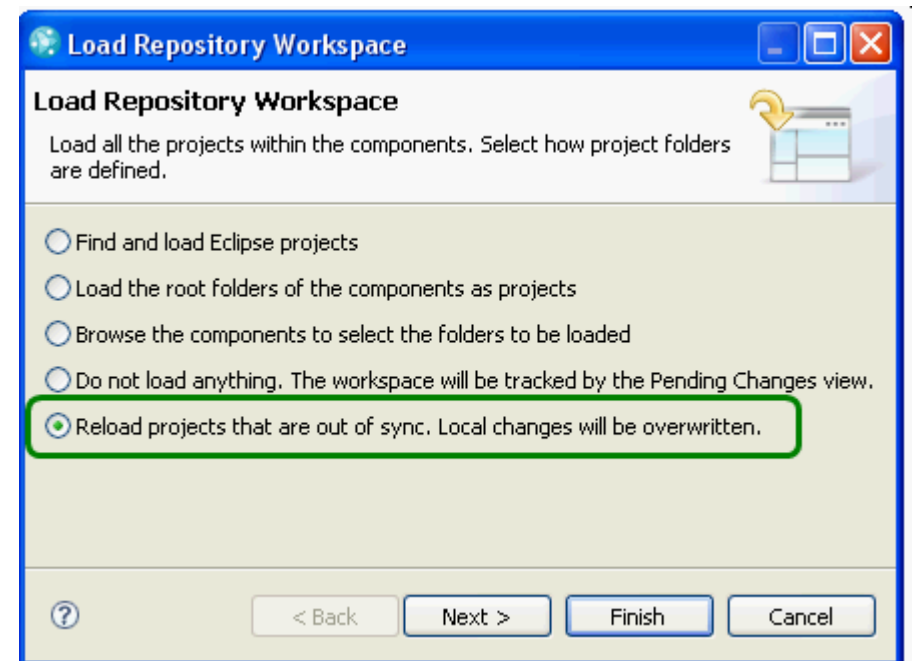 Load Repository Workspace
Load Repository Workspace
Load all the projects within the components. Select how project folders
are defined.
Find and load Eclipse projects
Load the root folders of the components as projects
Browse the components to select the folders to be loaded
Do not load anything. The workspace will be tracked by the Pending Changes view.
Reload projects that are out of sync. Local changes will be overwritten.
? < Back Next > Finish Cancel